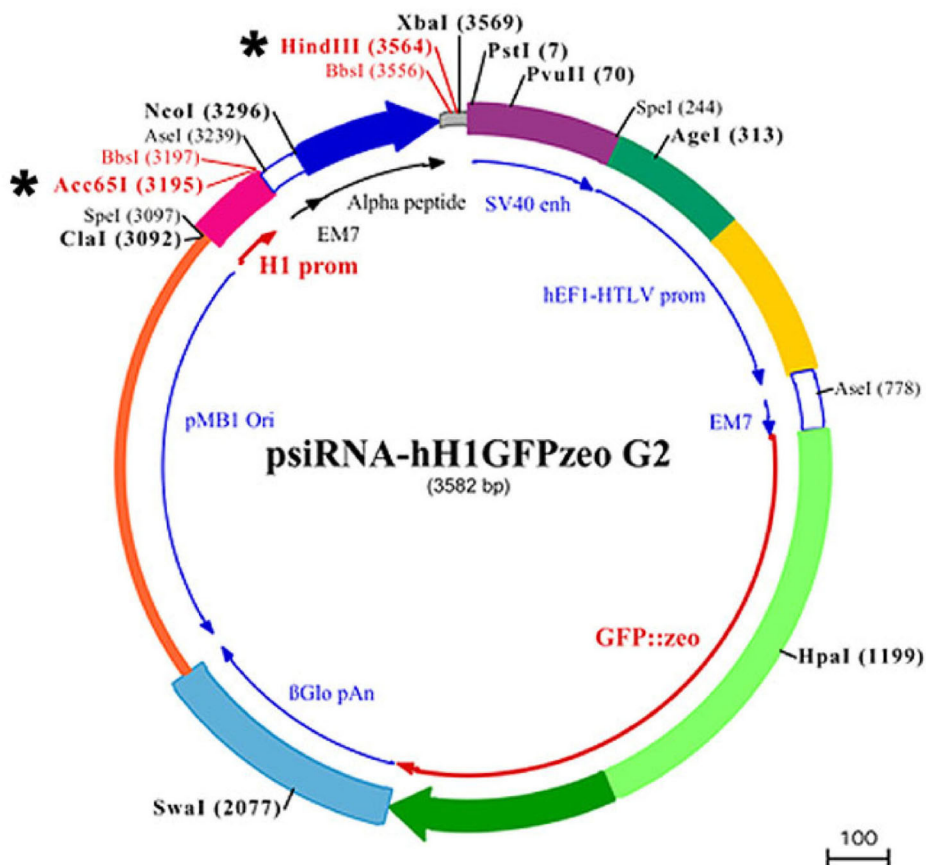 XbaI (3569)
* HindIII (3564)
PstI (7)
BbsI (3556)
PvuII (70)
NcoI (3296)
SpeI (244)
AseI (3239)
AgeI (313)
BbsI (3197)
* Acc65I (3195)
Alpha peptide
SV40 enh
SpeI (3097)
EM7
ClaI (3092)
H1 prom
hEF1-HTLV prom
AseI (778)
pMB1 Ori
EM7
psiRNA-hH1GFPzeo G2
(3582 bp)
GFP::zeo
HpaI (1199)
ßGlo pAn
SwaI (2077)
100